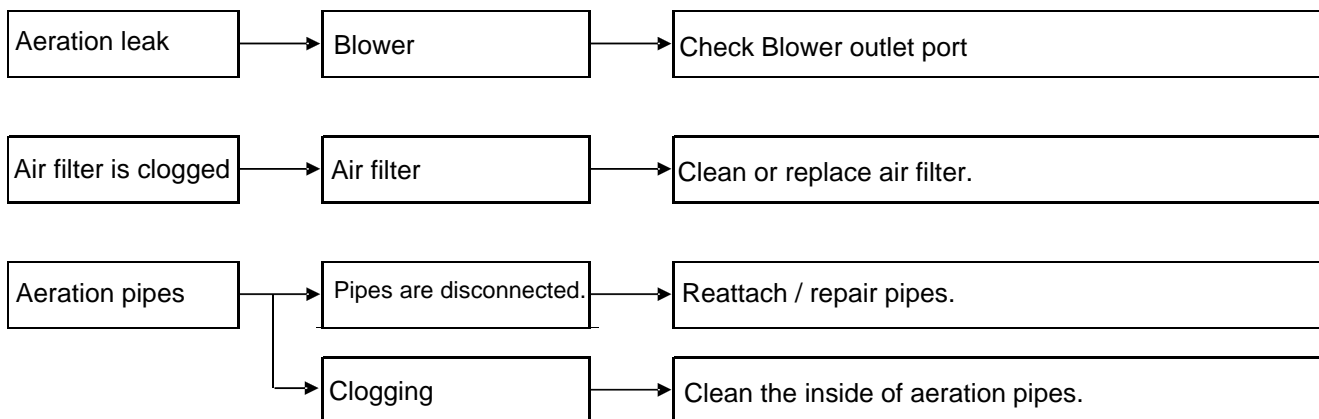 Aeration leak
Blower
Check Blower outlet port
Air filter is clogged
Air filter
Clean or replace air filter.
Aeration pipes
Pipes are disconnected.
Reattach / repair pipes.
Clogging
Clean the inside of aeration pipes.